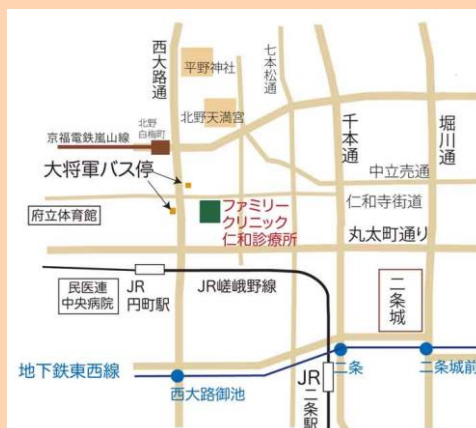 西大路通
平野神社
七本松通
北野天満宮
千本通
堀川通
京福電鉄嵐山線
北野
白梅町
大将軍バス停
中立売通
府立体育館
ファミリー
クリニック
仁和診療所
仁和寺街道
丸太町通り
民医連
中央病院
JR
円町駅
JR嵯峨野線
二条城
地下鉄東西線
西大路御池
JR
二条駅
二条
二条城前